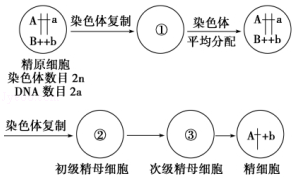 A a
B b
精原细胞
染色体数目 2n
DNA 数目 2a
染色体复制
①
染色体
平均分配
A a
B b
染色体复制
②
初级精母细胞
③
次级精母细胞
A b
精细胞